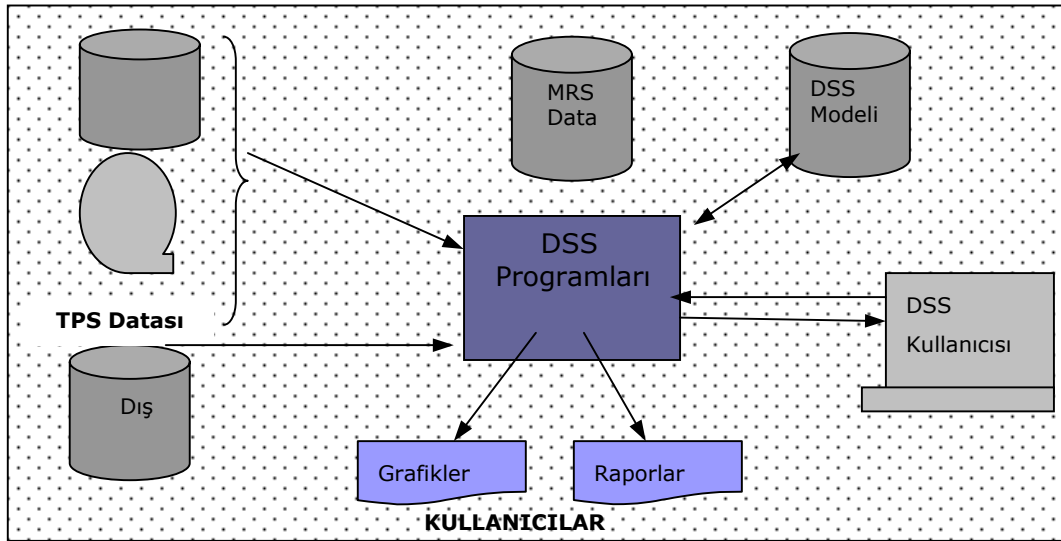 MRS
Data
DSS
Modeli
DSS
Programları
TPS Datası
DSS
Kullanıcısı
Dış
Grafikler
Raporlar
KULLANICILAR